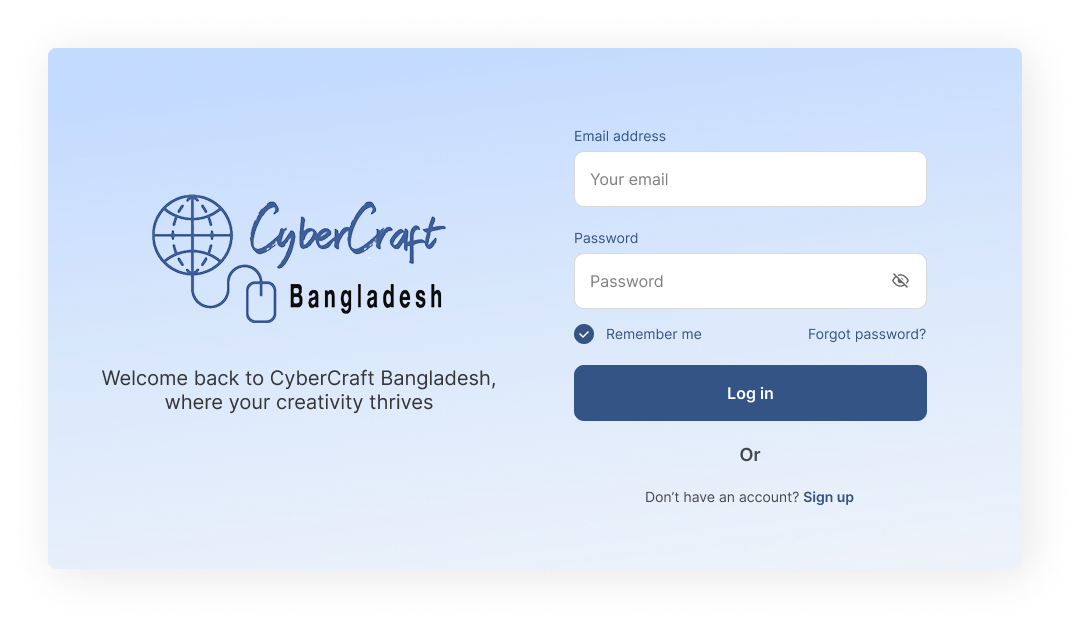 CyberCraft
Bangladesh
Welcome back to CyberCraft Bangladesh,
where your creativity thrives
Email address
Your email
Password
Password
Remember me
Forgot password?
Log in
Or
Don’t have an account? Sign up